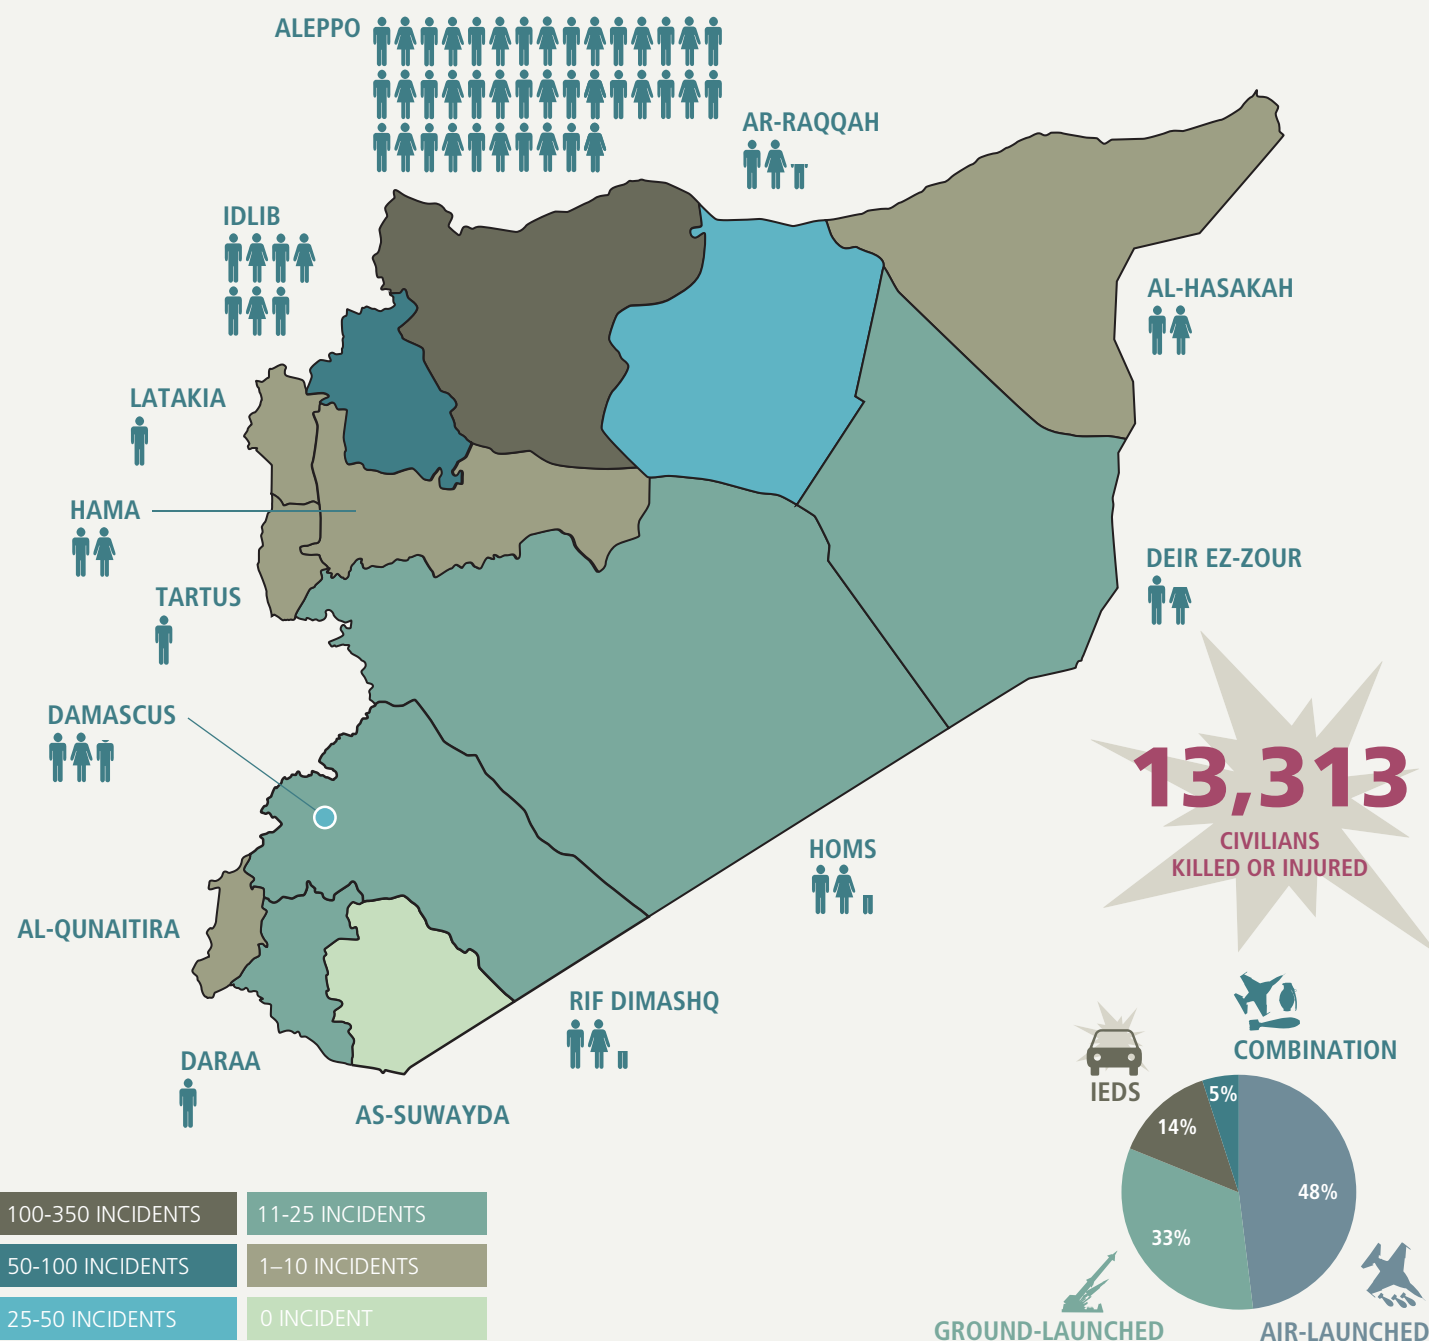 ALEPPO
AR-RAQQAH
IDLIB
AL-HASAKAH
LATAKIA
HAMA
DEIR EZ-ZOUR
TARTUS
DAMASCUS
13,313
CIVILIANS
KILLED OR INJURED
HOMS
AL-QUNAITIRA
RIF DIMASHQ
DARAA
AS-SUWAYDA
COMBINATION
IEDS
5%
14%
48%
33%
GROUND-LAUNCHED
AIR-LAUNCHED
100-350 INCIDENTS
11-25 INCIDENTS
50-100 INCIDENTS
1–10 INCIDENTS
25-50 INCIDENTS
0 INCIDENT